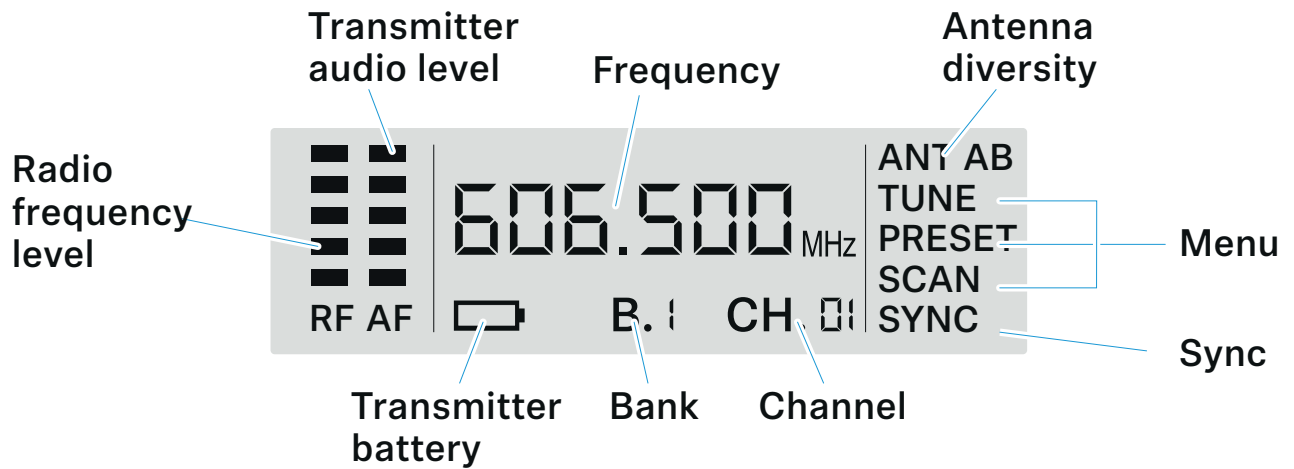 Transmitter
audio level
Frequency
Antenna
diversity
Radio
frequency
level
606.500 MHz
RF AF
B. 1
CH. 01
ANT AB
TUNE
PRESET
SCAN
SYNC
Menu
Sync
Transmitter
battery
Bank
Channel